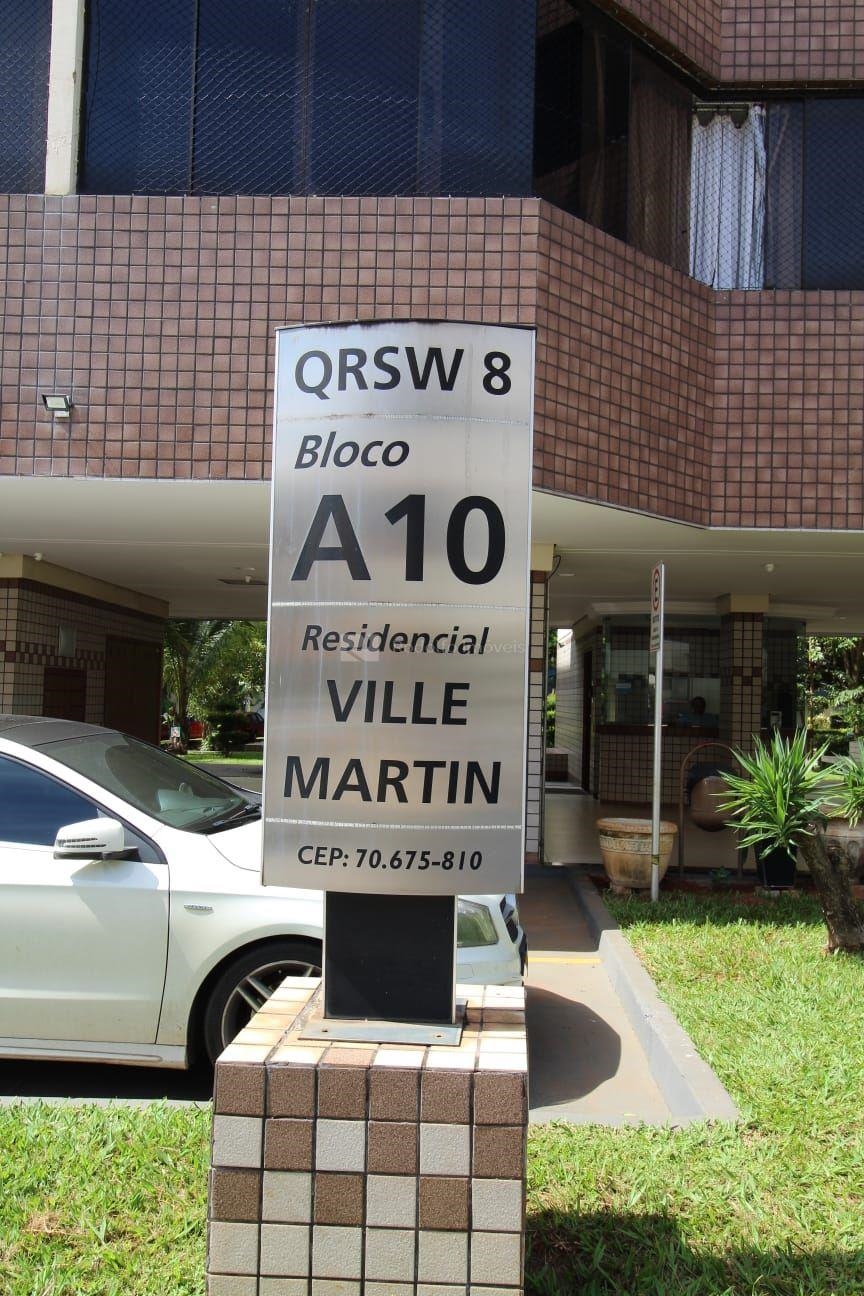 QRSW 8
Bloco
A10
Residencial
VILLE
MARTIN
CEP: 70.675-810